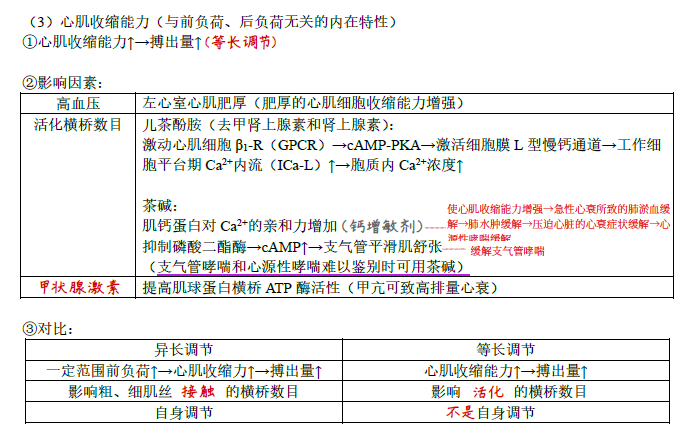 （3）心肌收缩能力（与前负荷、后负荷无关的内在特性）
①心肌收缩能力↑→搏出量↑(等长调节)
②影响因素：
高血压 左心室心肌肥厚（肥厚的心肌细胞收缩能力增强）
活化横桥数目 儿茶酚胺（去甲肾上腺素和肾上腺素）：
激动心肌细胞 β₁-R（GPCR）→cAMP-PKA→激活细胞膜 L 型慢钙通道→工作细
胞平台期 Ca²⁺内流（ICa-L）↑→胞质内 Ca²⁺浓度↑
茶碱：
肌钙蛋白对 Ca²⁺的亲和力增加(钙增敏剂)
使心肌收缩能力增强→急性心衰所致的肺淤血缓
解→肺水肿缓解→压迫心脏的心衰症状缓解→心
源性哮喘缓解
抑制磷酸二酯酶→cAMP↑→支气管平滑肌舒张
缓解支气管哮喘
（支气管哮喘和心源性哮喘难以鉴别时可用茶碱）
甲状腺激素 提高肌球蛋白横桥 ATP 酶活性（甲亢可致高排量心衰）
③对比：
异长调节 等长调节
一定范围前负荷↑→心肌收缩力↑→搏出量↑ 心肌收缩能力↑→搏出量↑
影响粗、细肌丝 接触 的横桥数目 影响 活化 的横桥数目
自身调节 不是自身调节